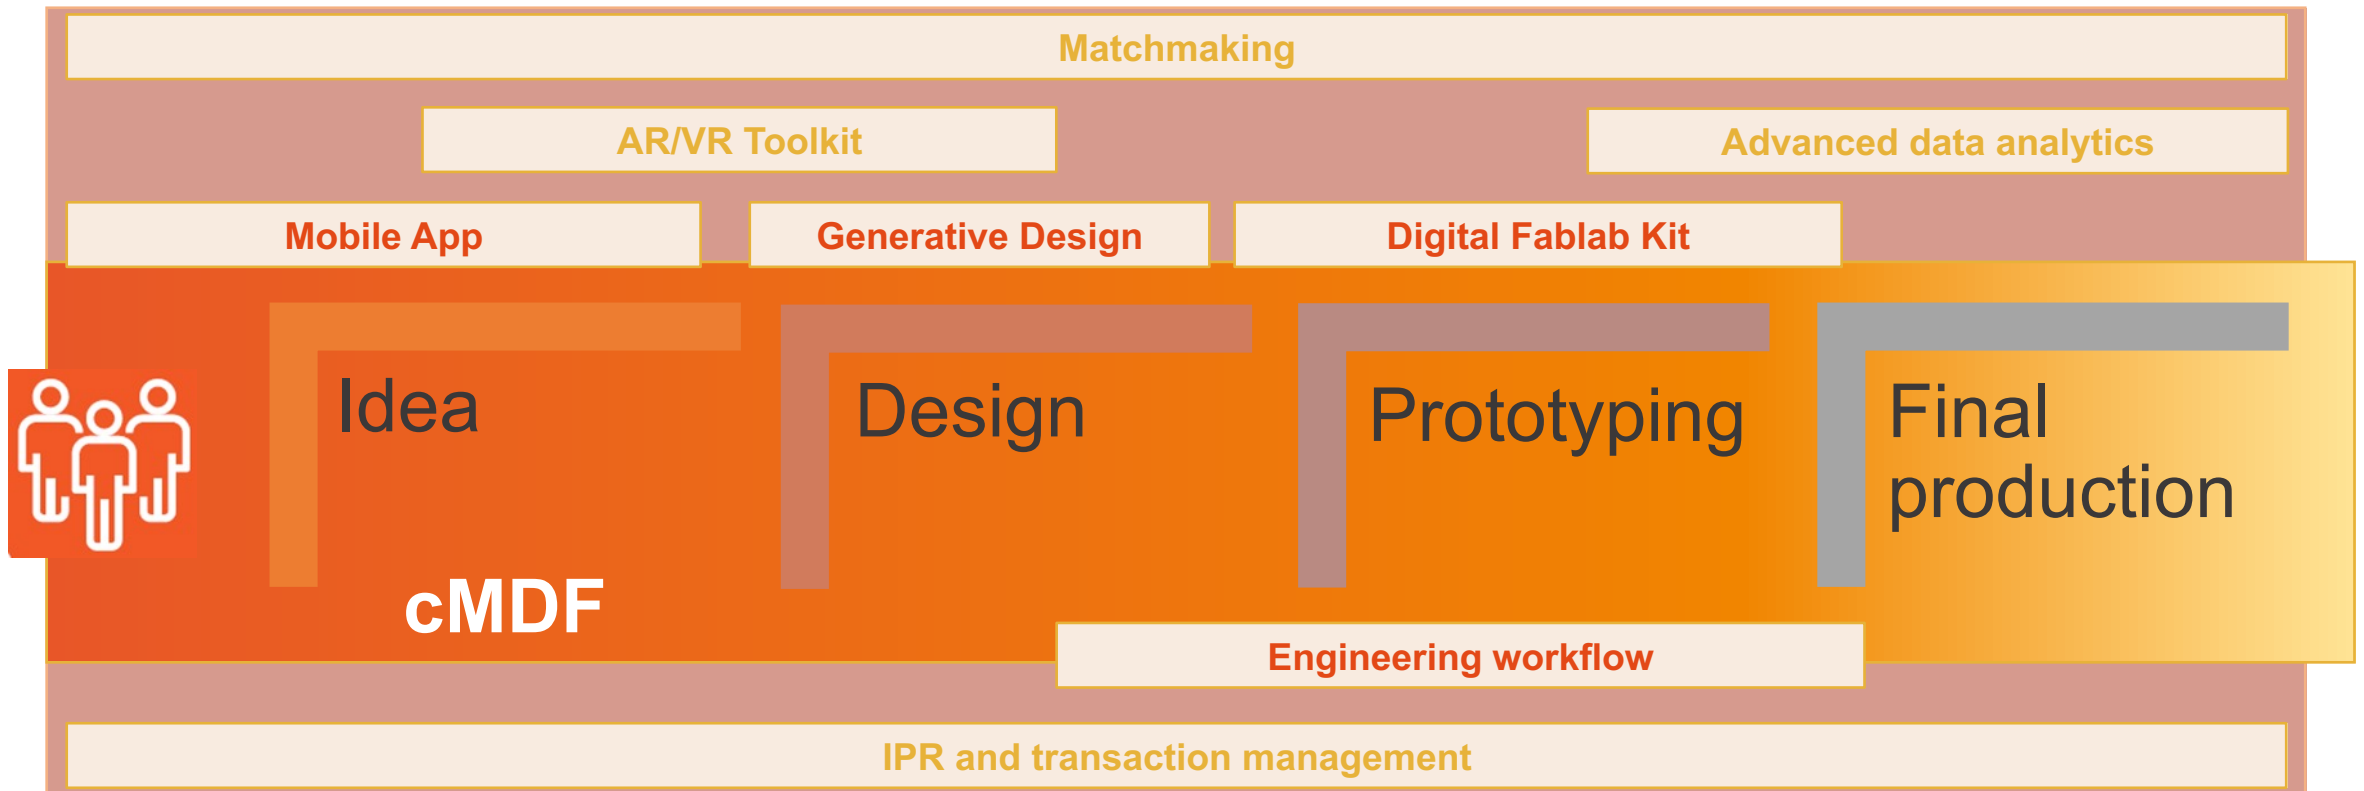 Matchmaking
AR/VR Toolkit
Advanced data analytics
Mobile App
Generative Design
Digital Fablab Kit
Idea
Design
Prototyping
Final
production
cMDF
Engineering workflow
IPR and transaction management